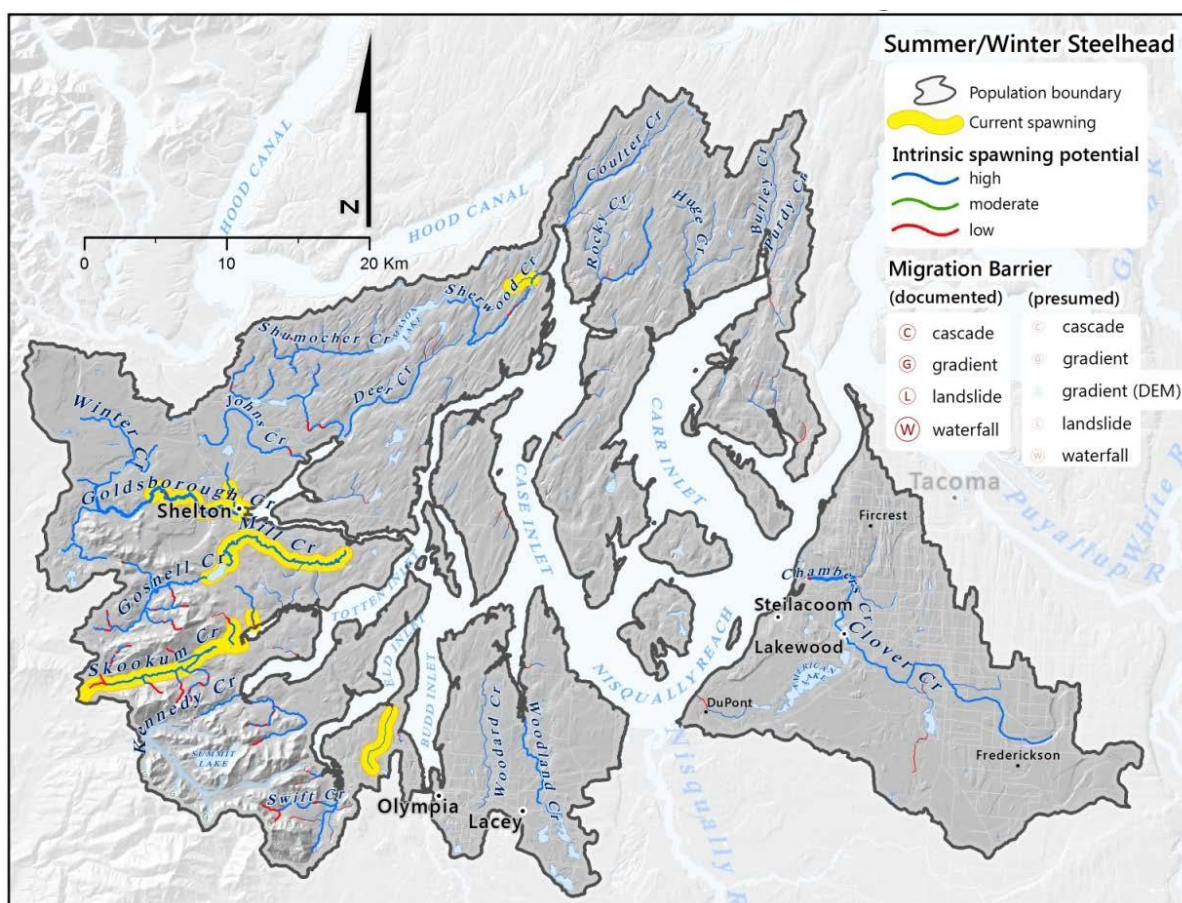 Summer/Winter Steelhead
Population boundary
Current spawning
Intrinsic spawning potential
high
moderate
low
Migration Barrier
(documented)
(presumed)
C cascade
G gradient
L landslide
W waterfall
C cascade
G gradient
gradient (DEM)
L landslide
W waterfall
HOOD CANAL
HOOD CANAL
N
0 10 20 Km
Coulter Cr
Rocky Cr
Huge Cr
Burley Cr
Purdy Cr
Sherwood Cr
MASON LAKE
Shumocher Cr
Deer Cr
Johns Cr
Winter Cr
Goldsborough Cr
Shelton
Mill Cr
Gosnell Cr
Skookum Cr
Kennedy Cr
SUMMIT LAKE
Swift Cr
TOTTEN INLET
ELD INLET
BUDD INLET
CASE INLET
CARR INLET
NISQUALLY REACH
Nisqually R
Olympia
Lacey
Woodard Cr
Woodland Cr
Tacoma
Fircrest
Puyallup R
White R
Chambers Cr
Steilacoom
Lakewood
Clover Cr
AMERICAN LAKE
DuPont
Frederickson